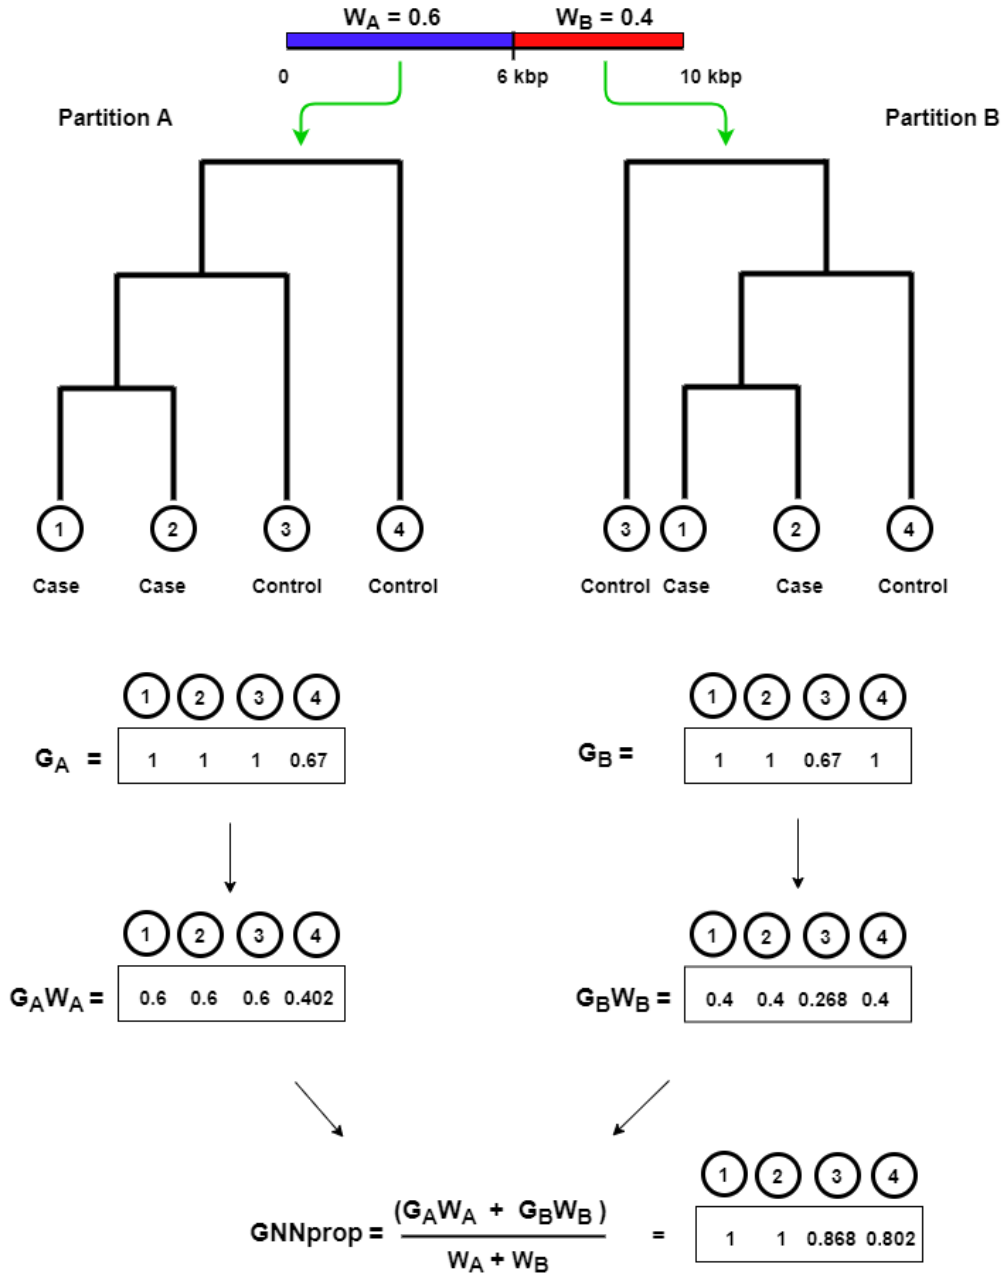 W_A = 0.6 W_B = 0.4
0 6 kbp 10 kbp
Partition A Partition B
1 2 3 4 3 1 2 4
Case Case Control Control Control Case Case Control
1 2 3 4 1 2 3 4
G_A = 1 1 1 0.67 G_B = 1 1 0.67 1
1 2 3 4 1 2 3 4
G_AW_A = 0.6 0.6 0.6 0.402 G_BW_B = 0.4 0.4 0.268 0.4
1 2 3 4
(G_AW_A + G_BW_B)
GNNprop = = 1 1 0.868 0.802
W_A + W_B